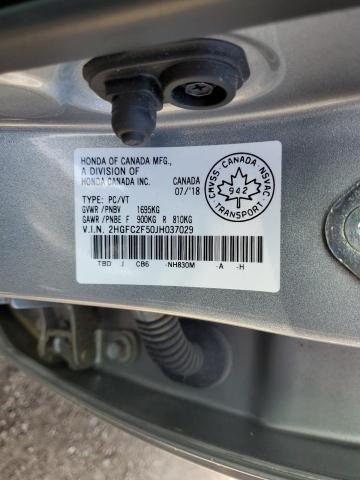 HONDA OF CANADA MFG.,
A DIVISION OF
HONDA CANADA INC.
CANADA
07/'18
TYPE: PC/VT
GVWR /PNBV 1695KG
GAWR /PNBE F 900KG R 810KG
V.I.N. 2HGFC2F50JH037029
TBD J CB6 -NH830M -A -H
CMVSS CANADA NSVAC
942
TRANSPORT